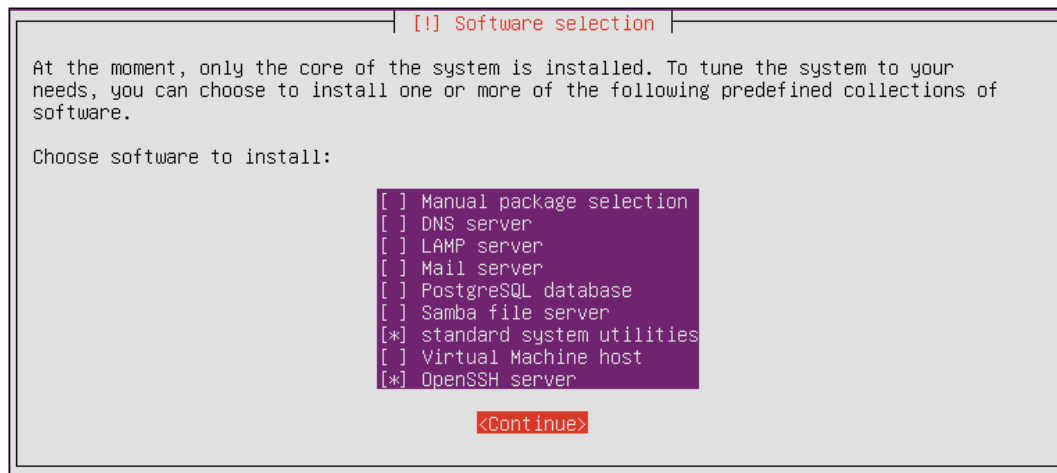 [!] Software selection
At the moment, only the core of the system is installed. To tune the system to your
needs, you can choose to install one or more of the following predefined collections of
software.
Choose software to install:
[ ] Manual package selection
[ ] DNS server
[ ] LAMP server
[ ] Mail server
[ ] PostgreSQL database
[ ] Samba file server
[*] standard system utilities
[ ] Virtual Machine host
[*] OpenSSH server
<Continue>